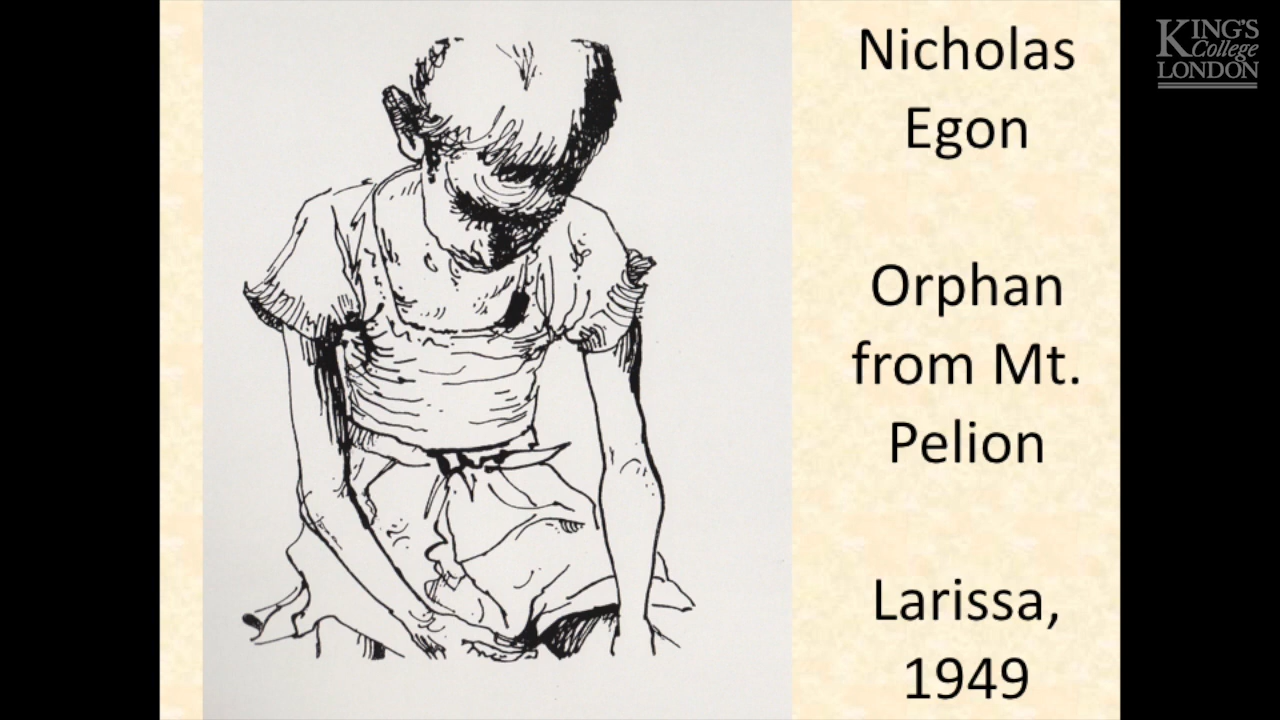 Nicholas
Egon
Orphan
from Mt.
Pelion
Larissa,
1949
KING'S
College
LONDON